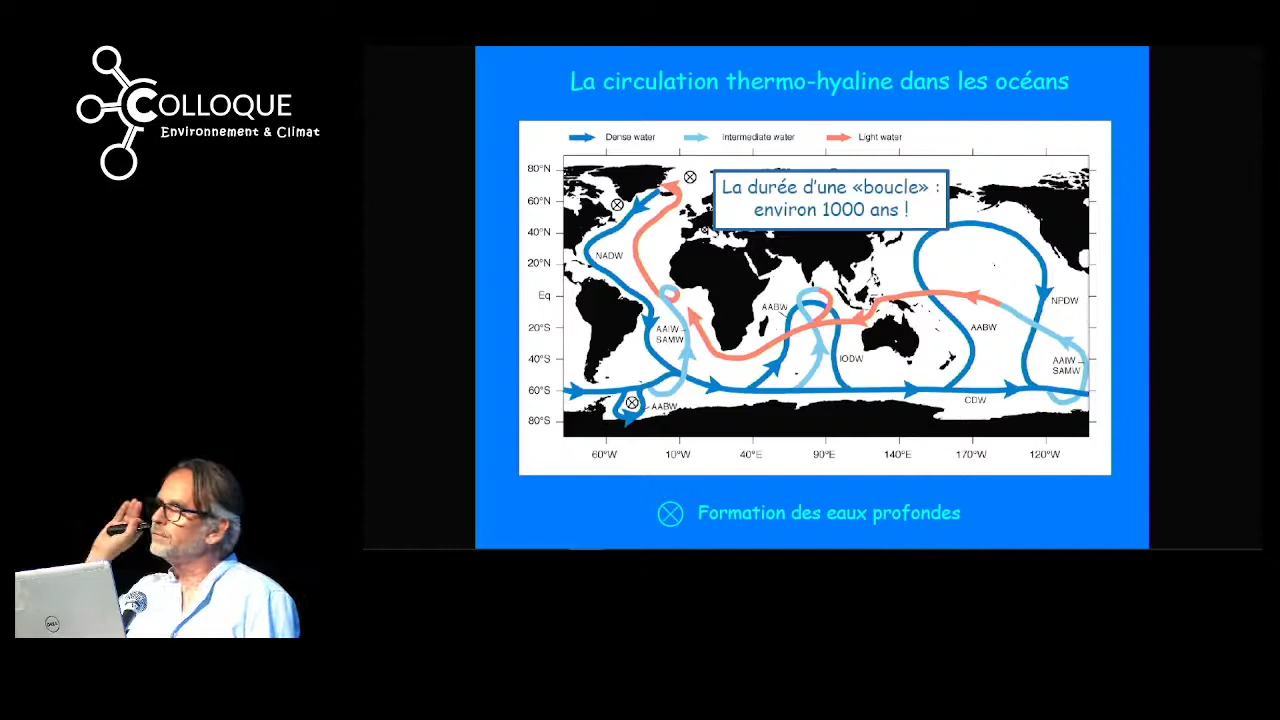 COLLOQUE
Environnement & Climat
La circulation thermo-hyaline dans les océans
Dense water
Intermediate water
Light water
La durée d'une «boucle» :
environ 1000 ans !
80°N
60°N
40°N
20°N
Eq
20°S
40°S
60°S
80°S
NADW
AAIW
SAMW
AABW
AABW
IODW
AABW
NPDW
AAIW
SAMW
CDW
60°W
10°W
40°E
90°E
140°E
170°W
120°W
Formation des eaux profondes
DELL